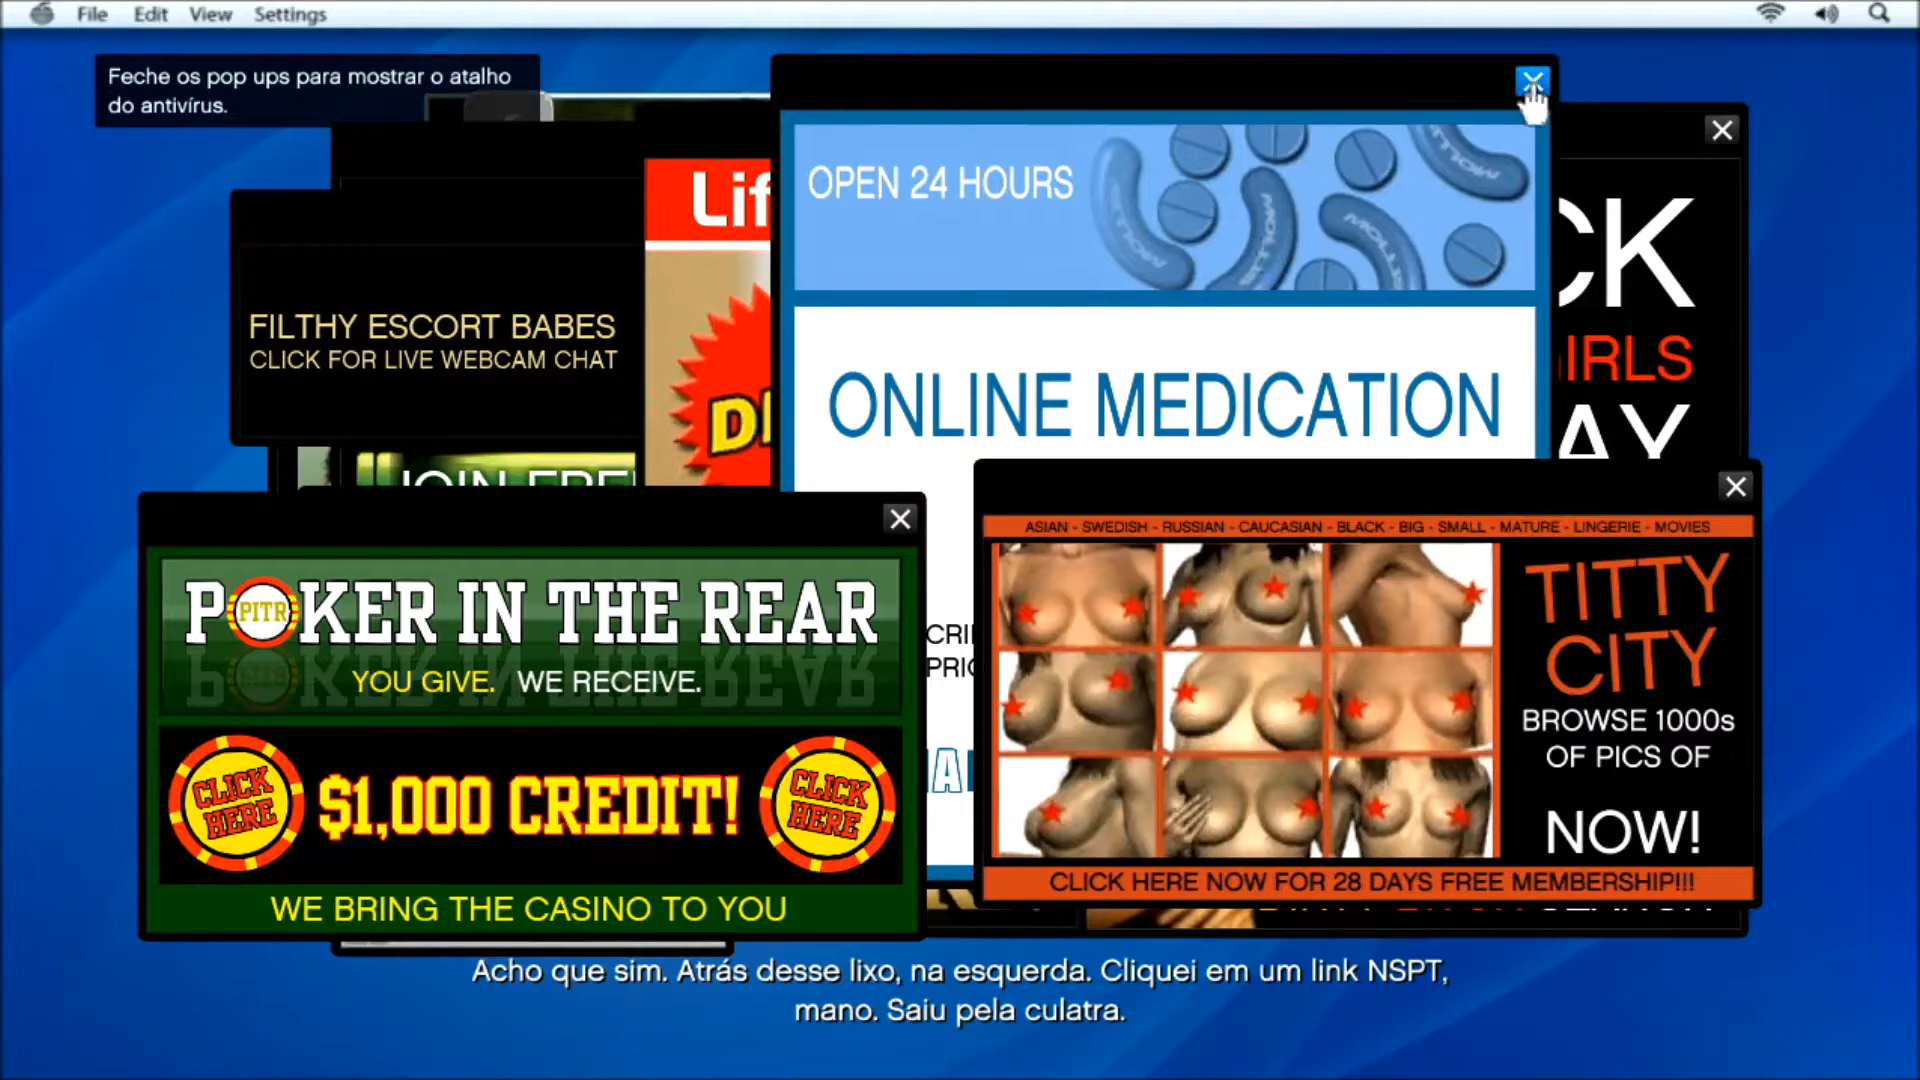 File Edit View Settings
Feche os pop ups para mostrar o atalho
do antivírus.
OPEN 24 HOURS
ONLINE MEDICATION
FILTHY ESCORT BABES
CLICK FOR LIVE WEBCAM CHAT
POKER IN THE REAR
PITR
YOU GIVE. WE RECEIVE.
CLICK HERE
$1,000 CREDIT!
CLICK HERE
WE BRING THE CASINO TO YOU
ASIAN - SWEDISH - RUSSIAN - CAUCASIAN - BLACK - BIG - SMALL - MATURE - LINGERIE - MOVIES
TITTY
CITY
BROWSE 1000s
OF PICS OF
NOW!
CLICK HERE NOW FOR 28 DAYS FREE MEMBERSHIP!!!
Acho que sim. Atrás desse lixo, na esquerda. Cliquei em um link NSPT,
mano. Saiu pela culatra.